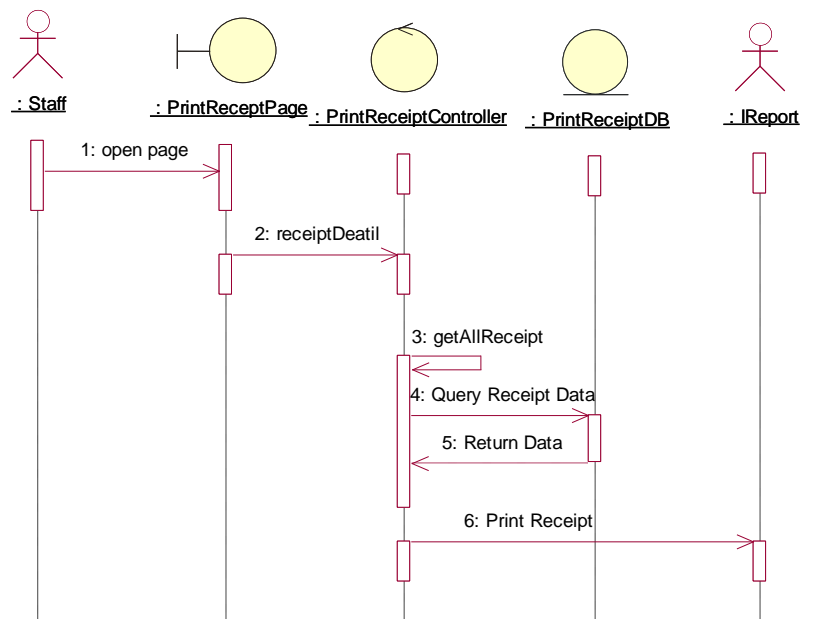 : Staff
: PrintReceptPage
: PrintReceiptController
: PrintReceiptDB
: IReport
1: open page
2: receiptDeatil
3: getAllReceipt
4: Query Receipt Data
5: Return Data
6: Print Receipt